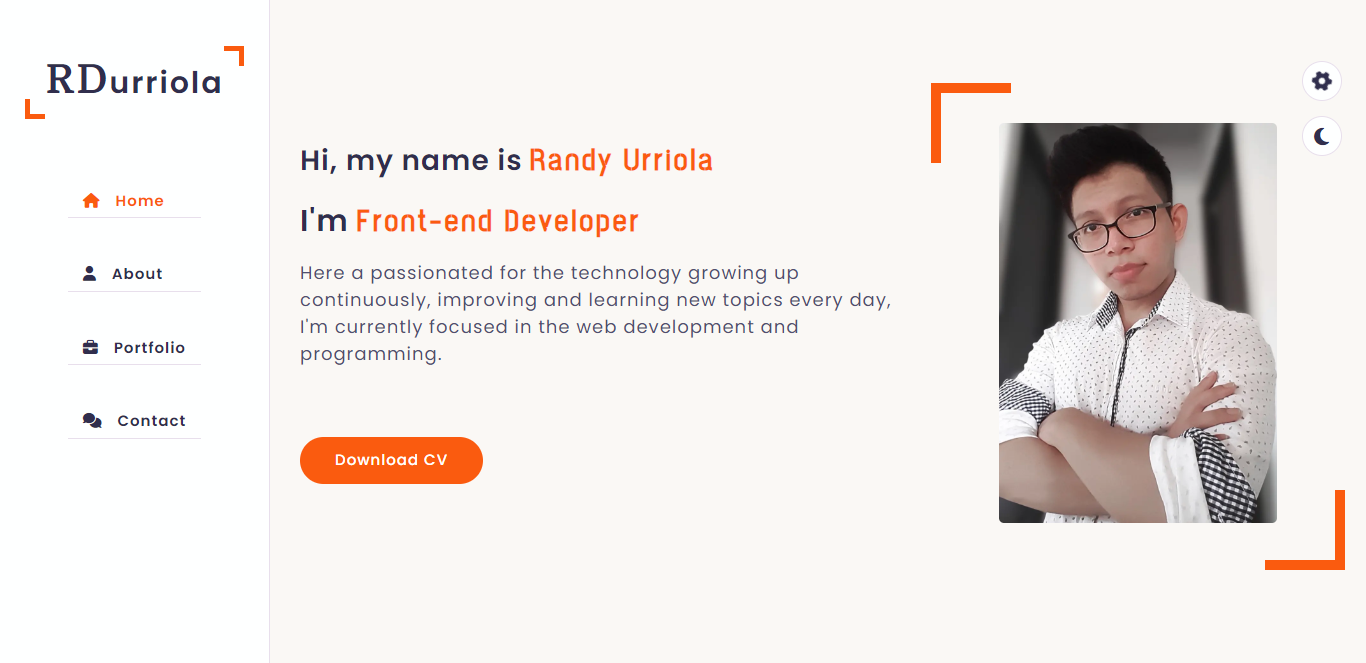 RDurriola
Home
About
Portfolio
Contact
Hi, my name is Randy Urriola
I'm Front-end Developer
Here a passionated for the technology growing up
continuously, improving and learning new topics every day,
I'm currently focused in the web development and
programming.
Download CV